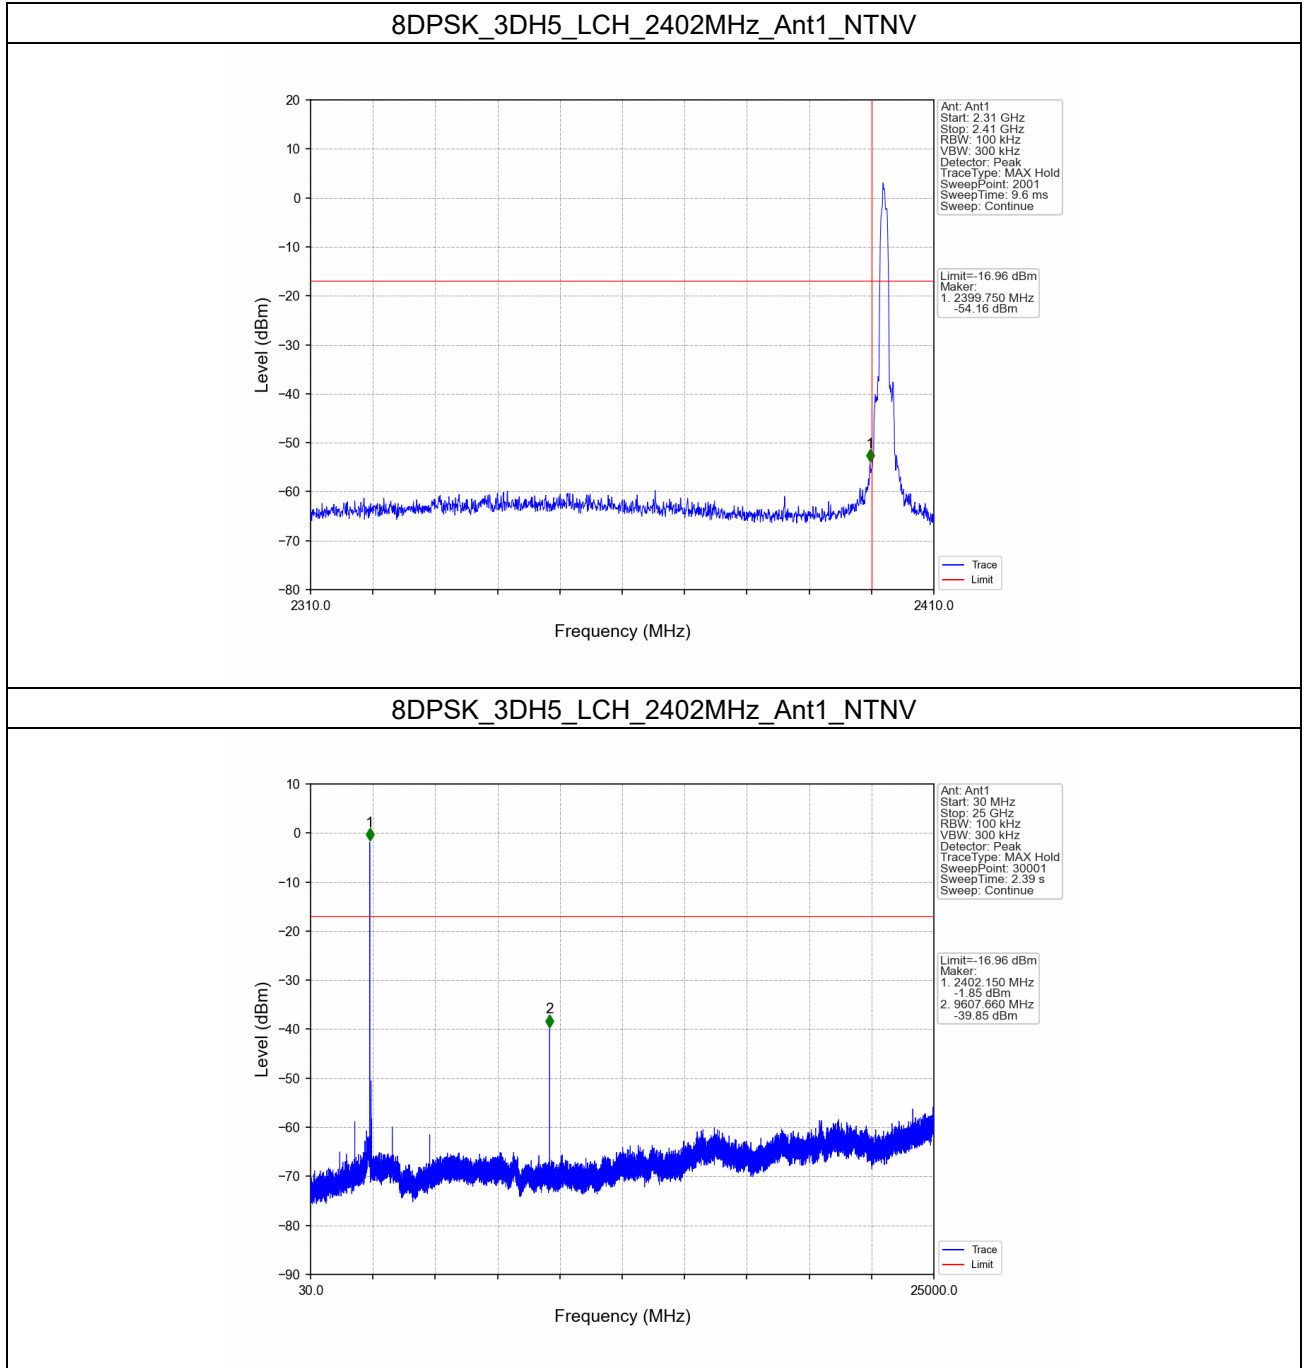 8DPSK_3DH5_LCH_2402MHz_Ant1_NTNV
20
10
0
−10
−20
−30
−40
−50
−60
−70
−80
Level (dBm)
1
2310.0
2410.0
Frequency (MHz)
Ant: Ant1
Start: 2.31 GHz
Stop: 2.41 GHz
RBW: 100 kHz
VBW: 300 kHz
Detector: Peak
TraceType: MAX Hold
SweepPoint: 2001
SweepTime: 9.6 ms
Sweep: Continue
Limit=-16.96 dBm
Maker:
1. 2399.750 MHz
-54.16 dBm
Trace
Limit
8DPSK_3DH5_LCH_2402MHz_Ant1_NTNV
10
0
−10
−20
−30
−40
−50
−60
−70
−80
−90
Level (dBm)
1
2
30.0
25000.0
Frequency (MHz)
Ant: Ant1
Start: 30 MHz
Stop: 25 GHz
RBW: 100 kHz
VBW: 300 kHz
Detector: Peak
TraceType: MAX Hold
SweepPoint: 30001
SweepTime: 2.39 s
Sweep: Continue
Limit=-16.96 dBm
Maker:
1. 2402.150 MHz
-1.85 dBm
2. 9607.660 MHz
-39.85 dBm
Trace
Limit